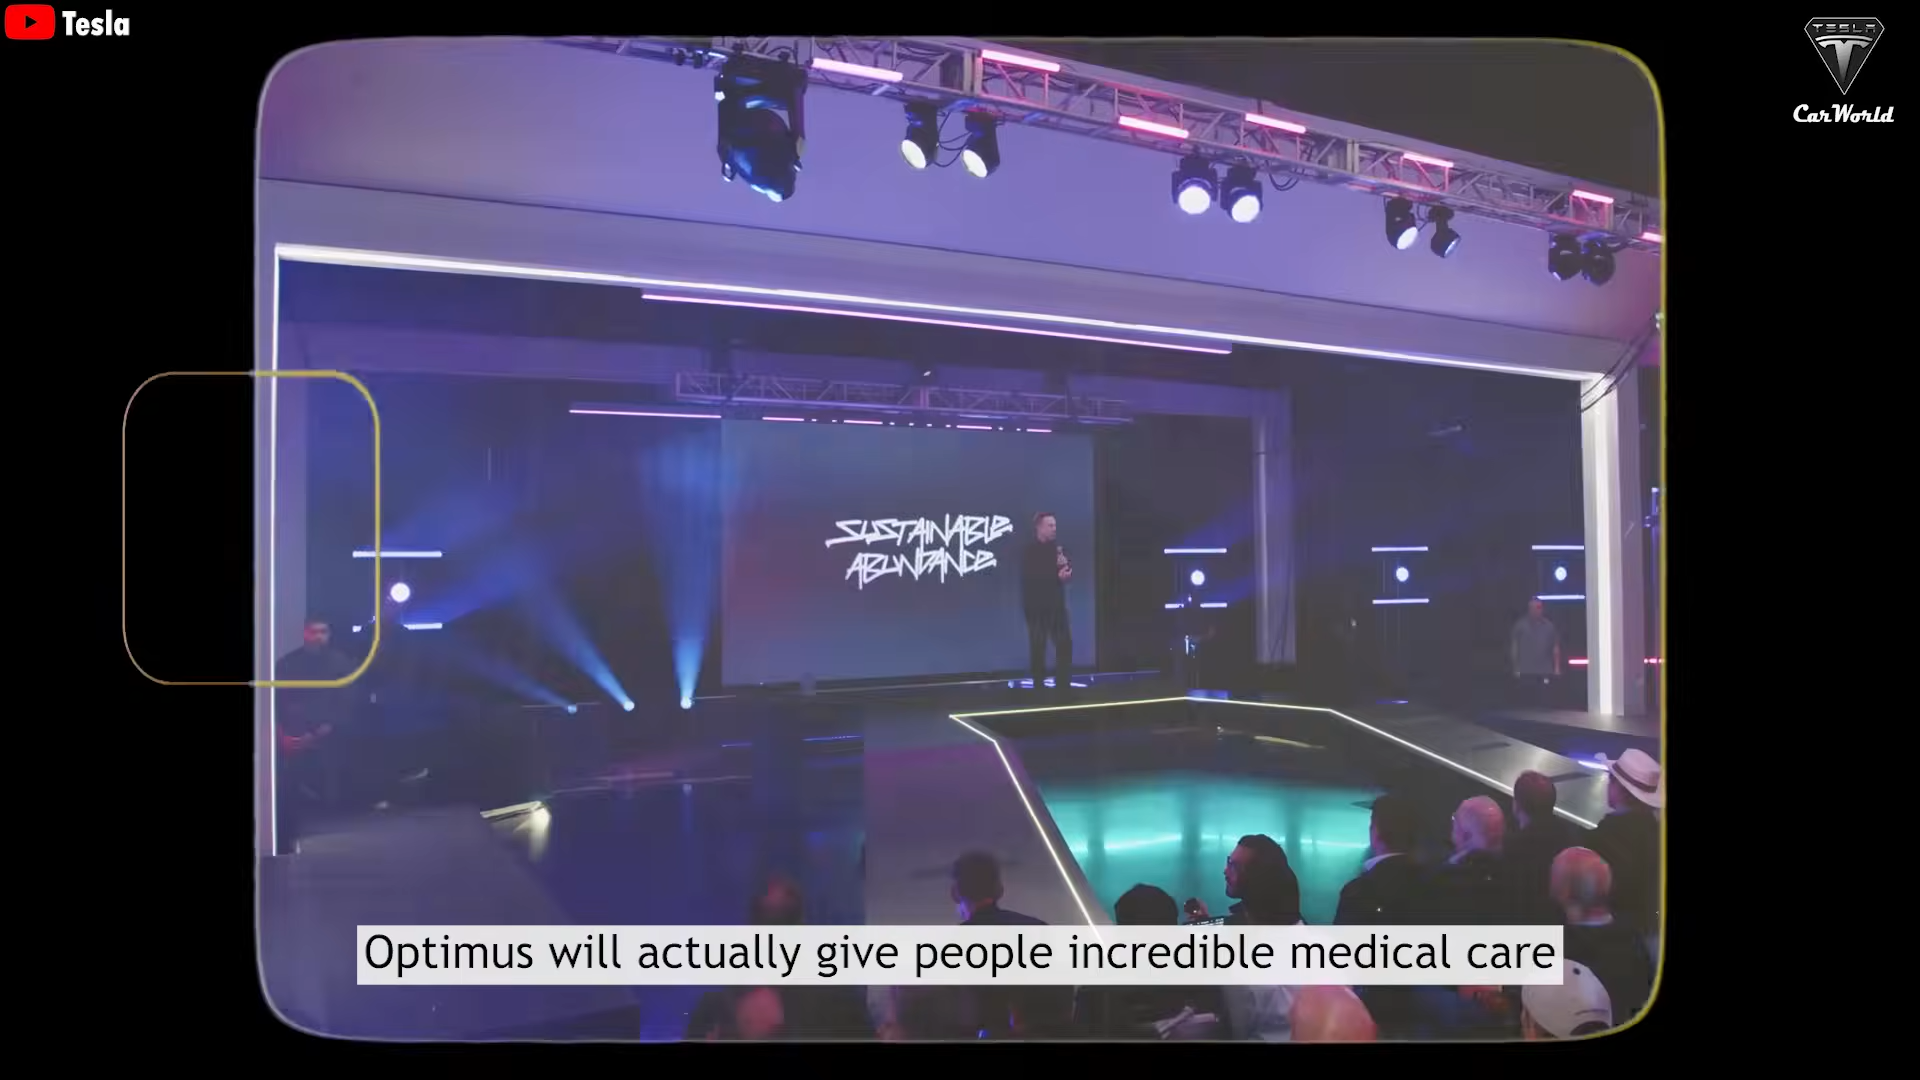 Tesla
TESLA
CarWorld
SUSTAINABLE
ABUNDANCE
Optimus will actually give people incredible medical care